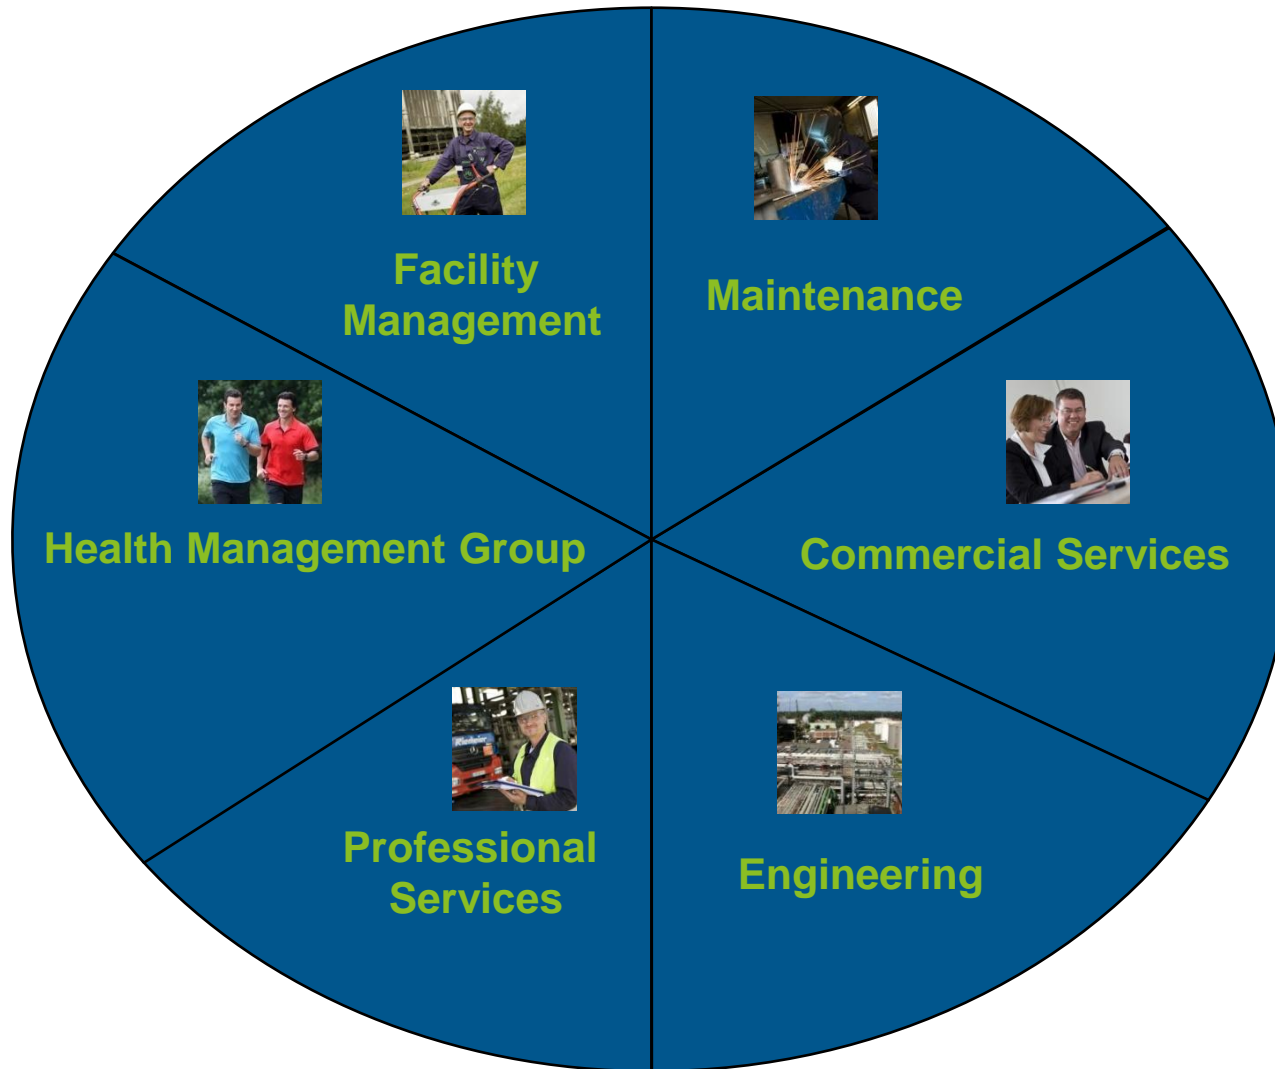 Facility
Management
Maintenance
Health Management Group
Commercial Services
Professional
Services
Engineering